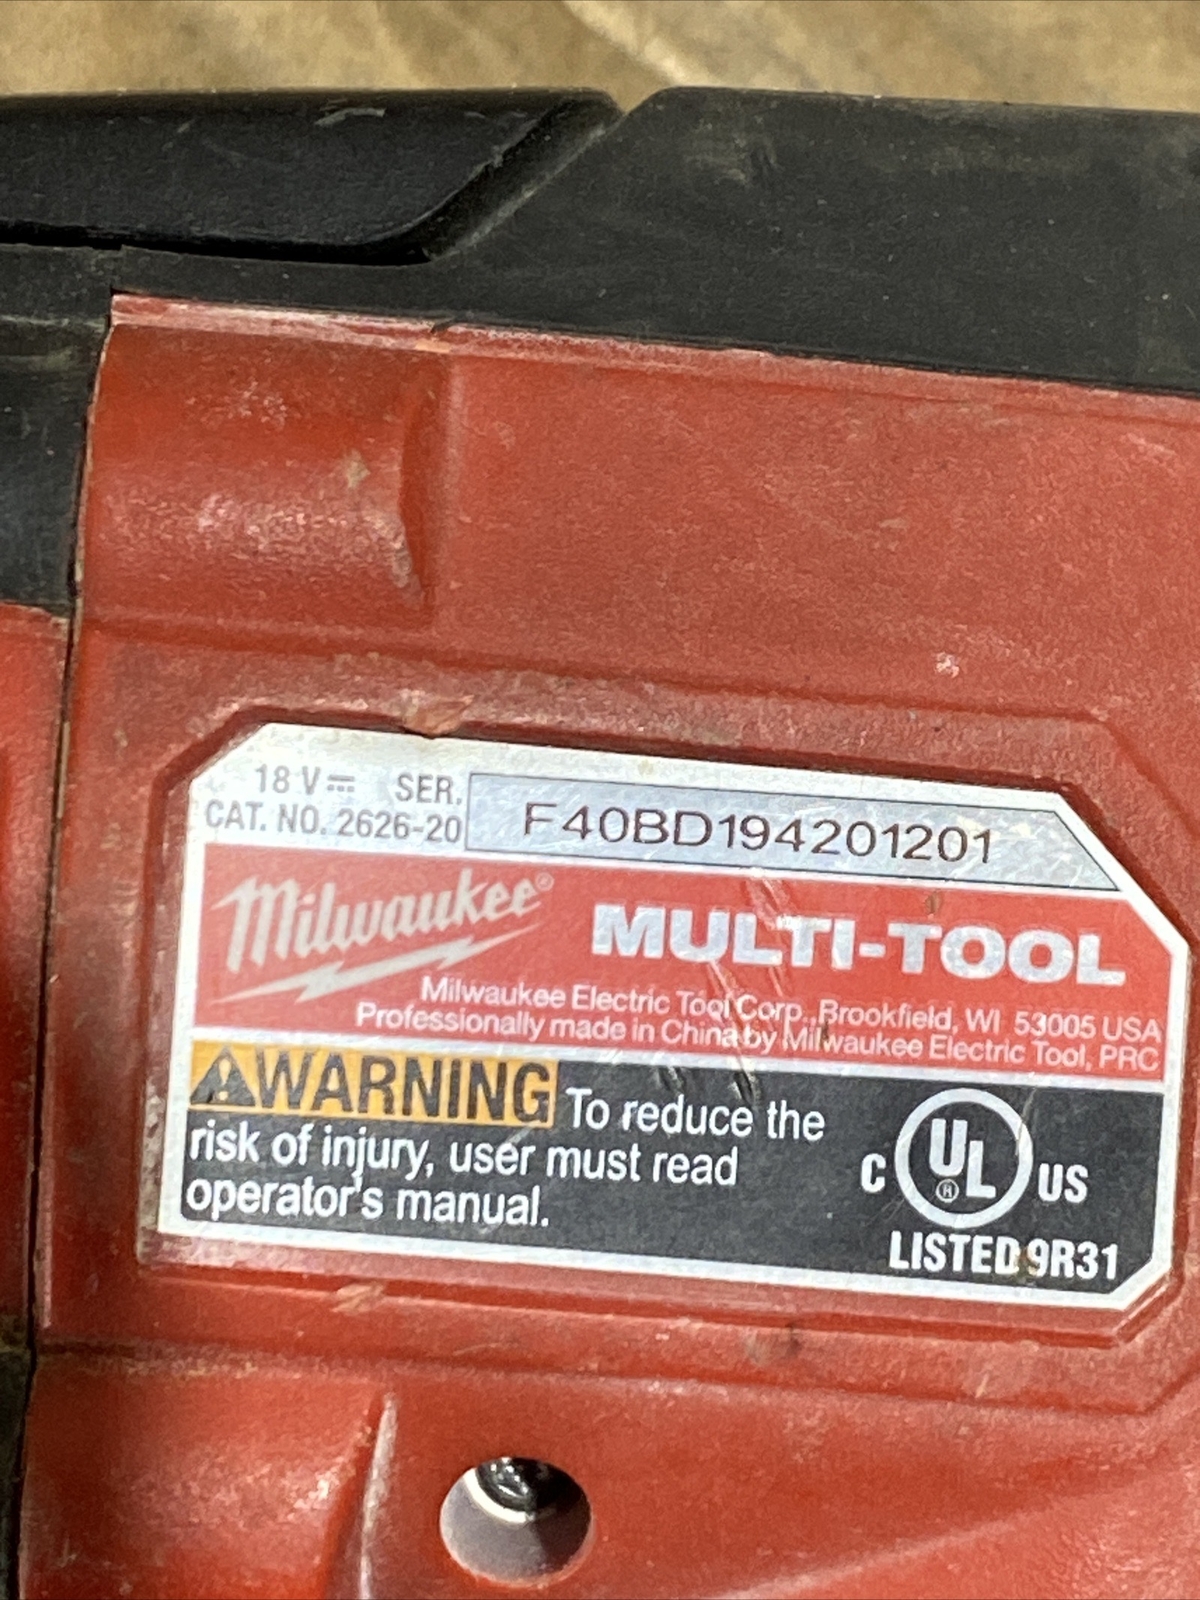 18 V⎓ SER.
CAT. NO. 2626-20
F40BD194201201
Milwaukee®
MULTI-TOOL
Milwaukee Electric Tool Corp., Brookfield, WI 53005 USA
Professionally made in China by Milwaukee Electric Tool, PRC
⚠WARNING To reduce the
risk of injury, user must read
operator's manual.
C UL® US
LISTED 9R31